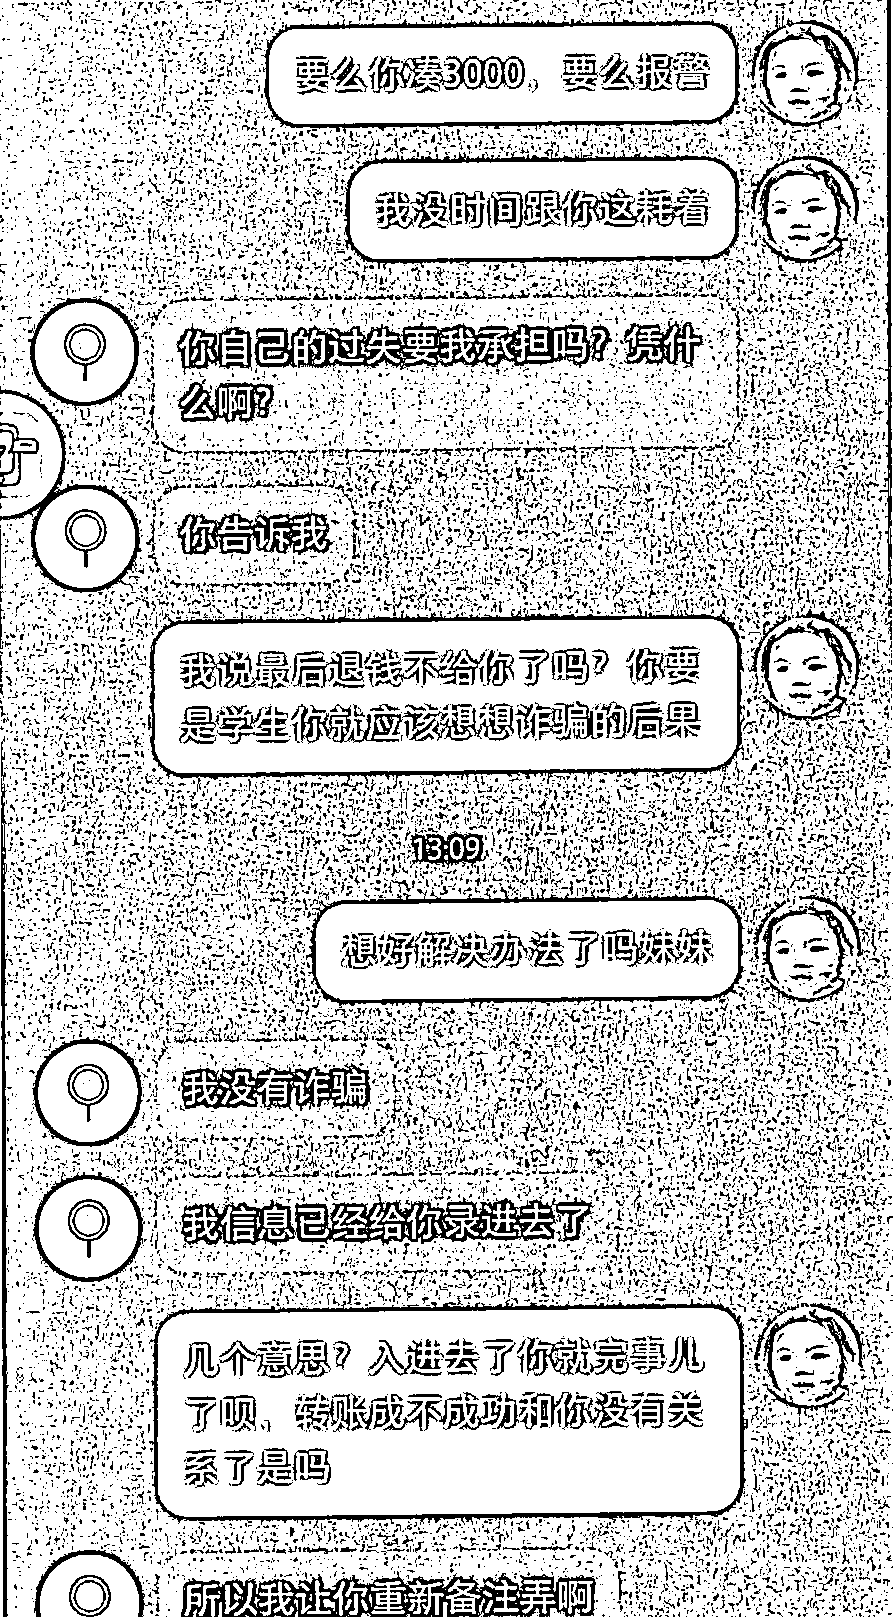 要么你凑3000，要么报警
我没时间跟你这耗着
你自己的过失要我承担吗？凭什
么啊？
你告诉我
我说最后退钱不给你了吗？你要
是学生你就应该想想诈骗的后果
13:09
想好解决办法了吗妹妹
我没有诈骗
我信息已经给你录进去了
几个意思？入进去了你就完事儿
了呗，转账成不成功和你没有关
系了是吗
所以我让你重新备注弄啊